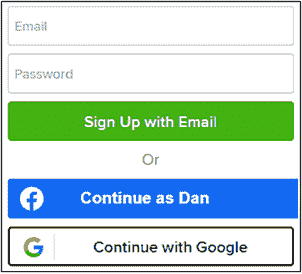 Email
Password
Sign Up with Email
Or
Continue as Dan
Continue with Google